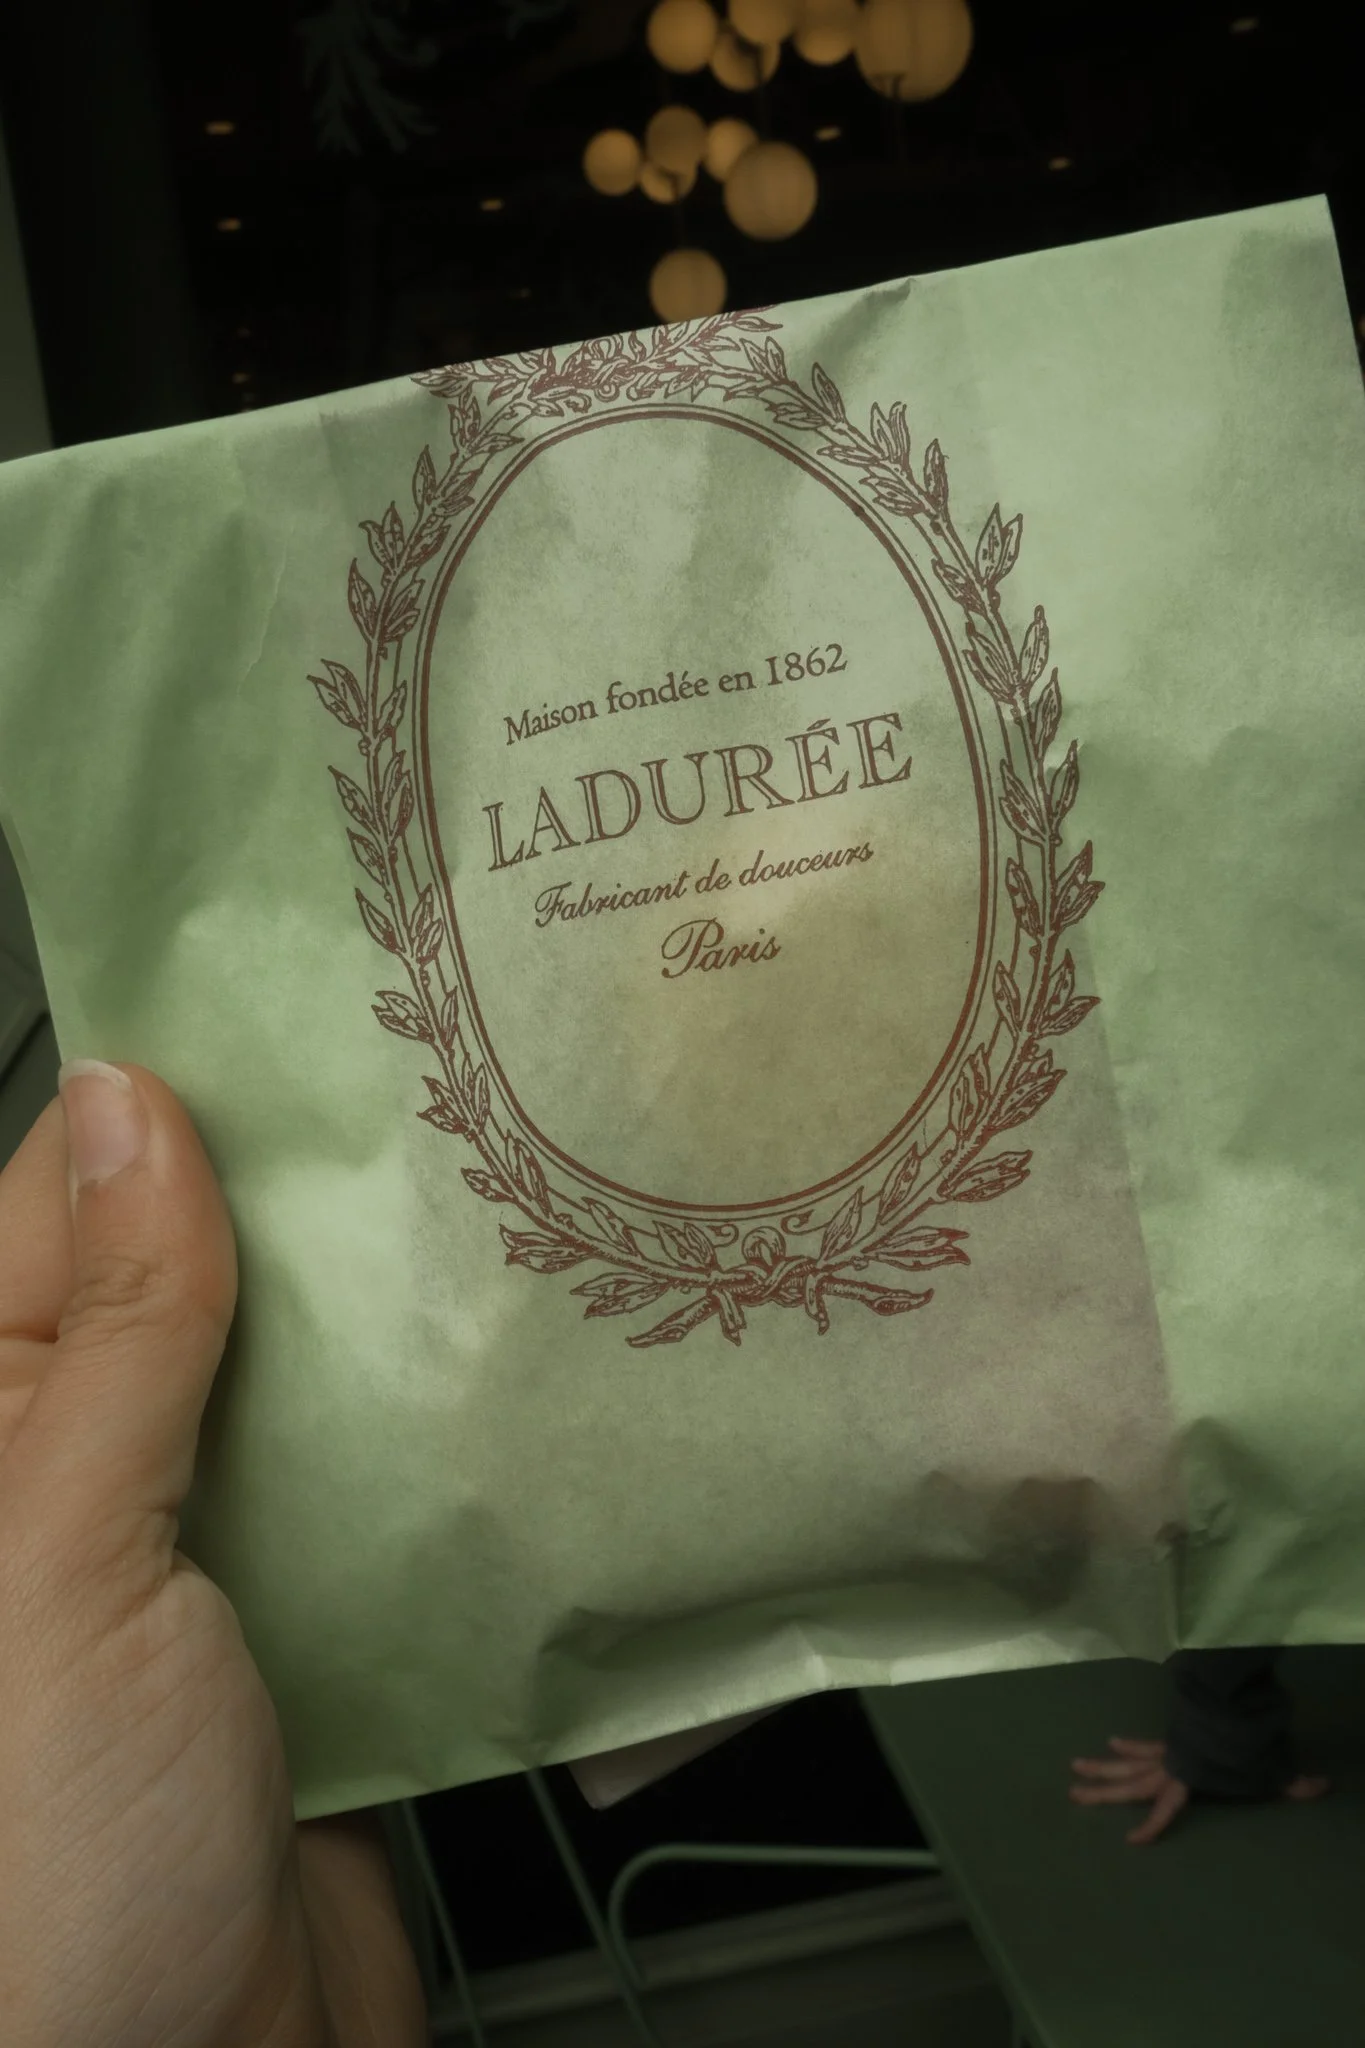 Maison fondée en 1862
LADURÉE
Fabricant de douceurs
Paris